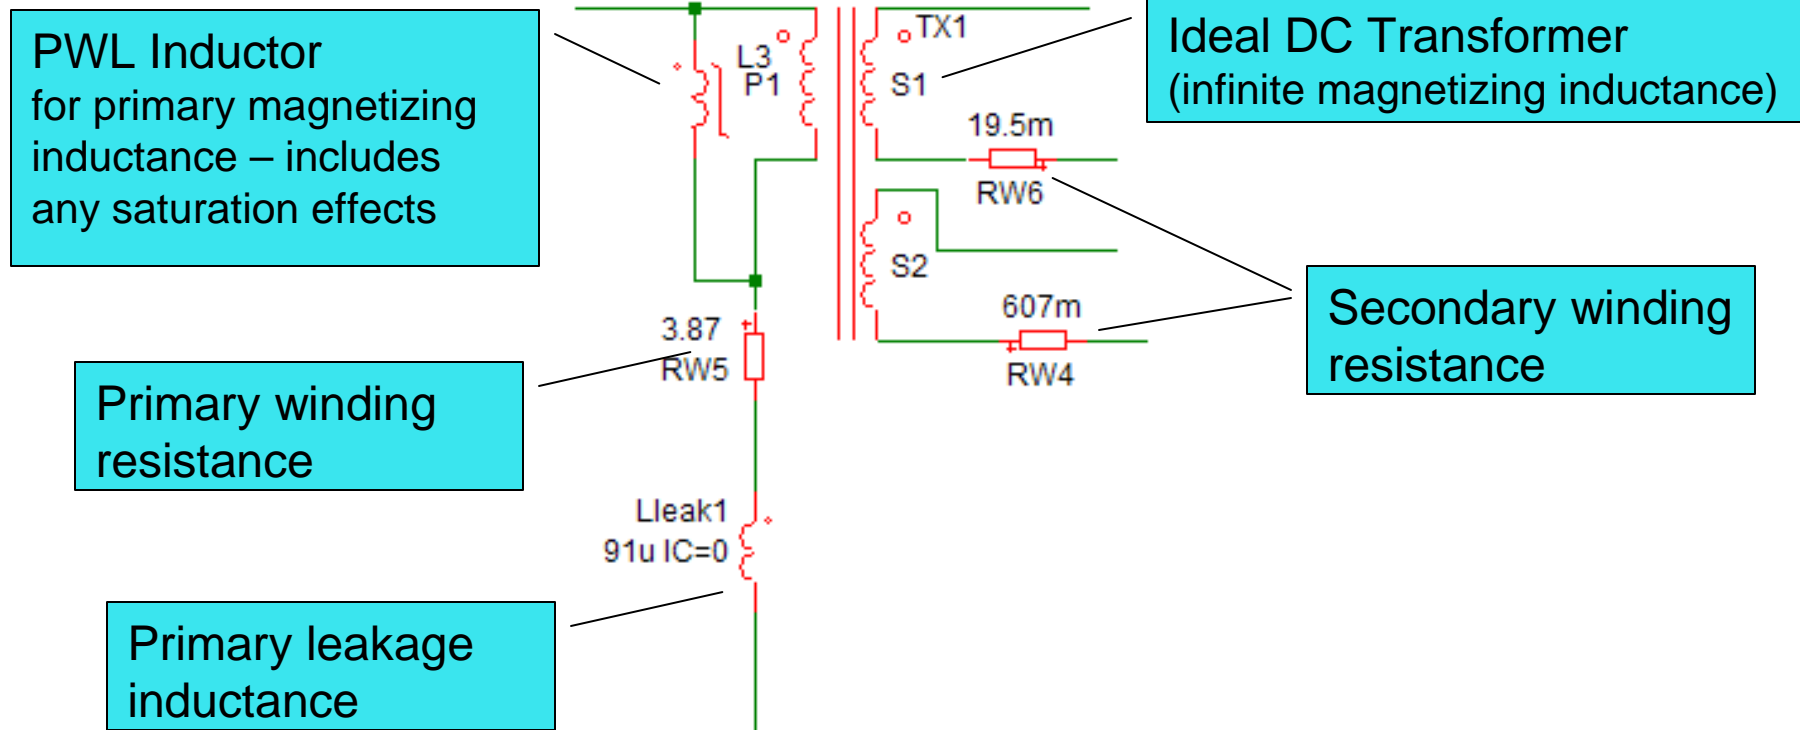 PWL Inductor
for primary magnetizing
inductance – includes
any saturation effects
L3
P1
TX1
S1
Ideal DC Transformer
(infinite magnetizing inductance)
19.5m
RW6
S2
607m
RW4
Secondary winding
resistance
3.87
RW5
Primary winding
resistance
Lleak1
91u IC=0
Primary leakage
inductance